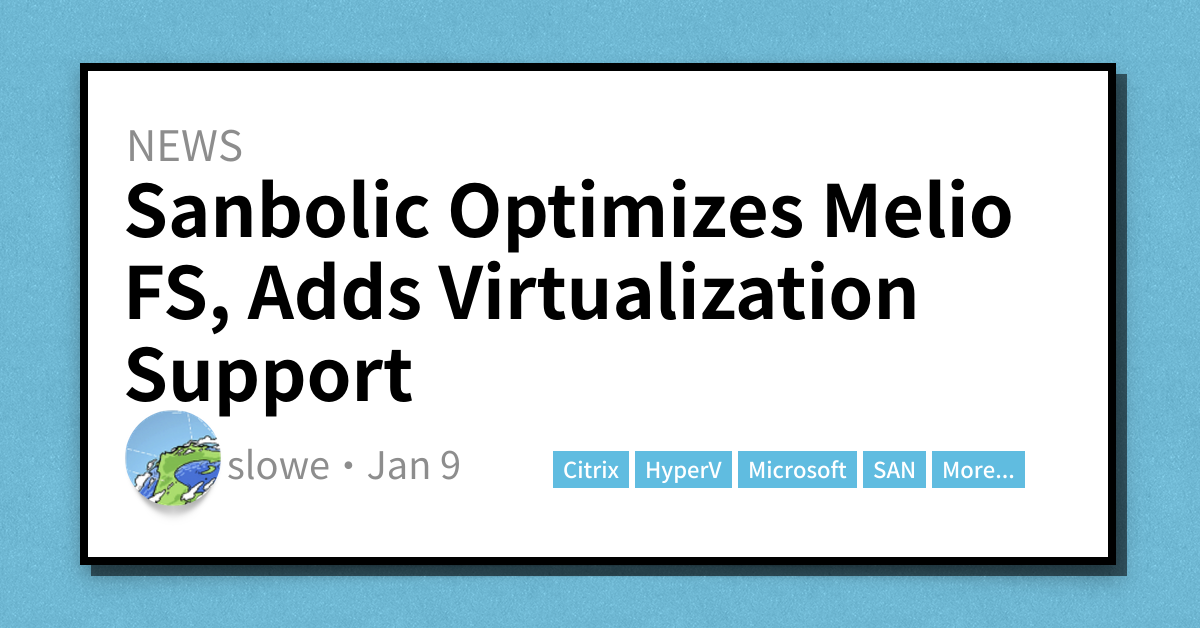 NEWS
Sanbolic Optimizes Melio
FS, Adds Virtualization
Support
slowe • Jan 9
Citrix HyperV Microsoft SAN More...